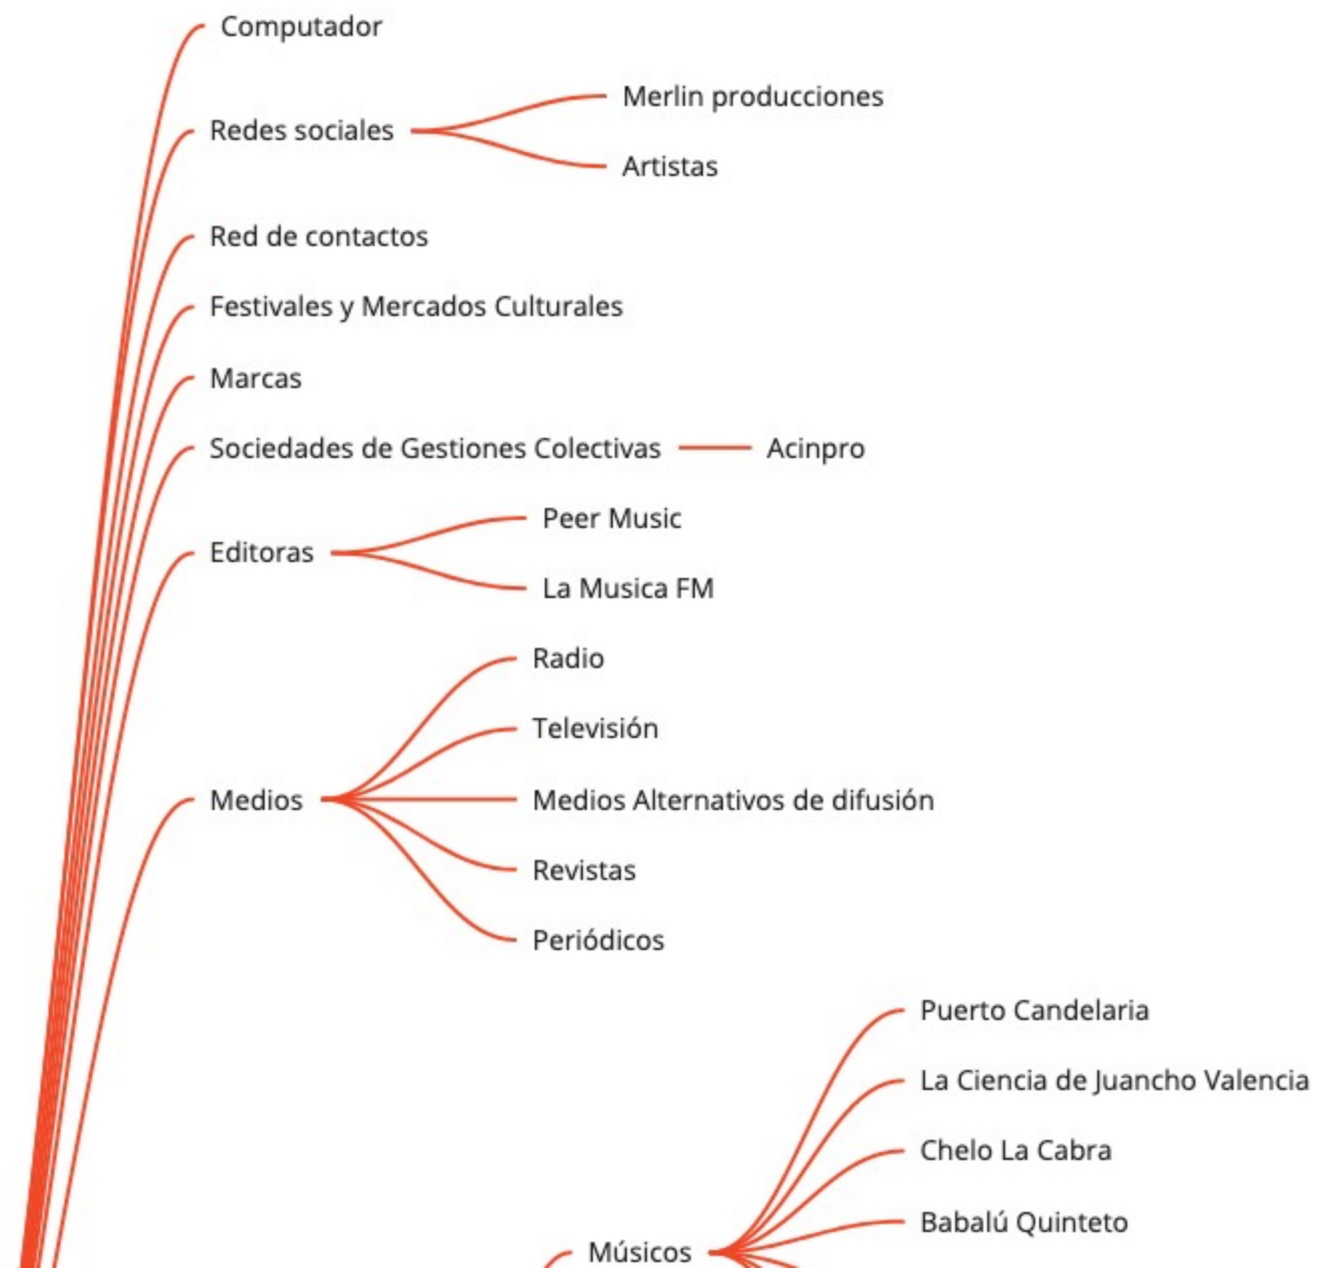 Computador
Redes sociales
Merlin producciones
Artistas
Red de contactos
Festivales y Mercados Culturales
Marcas
Sociedades de Gestiones Colectivas
Acinpro
Editoras
Peer Music
La Musica FM
Medios
Radio
Televisión
Medios Alternativos de difusión
Revistas
Periódicos
Músicos
Puerto Candelaria
La Ciencia de Juancho Valencia
Chelo La Cabra
Babalú Quinteto